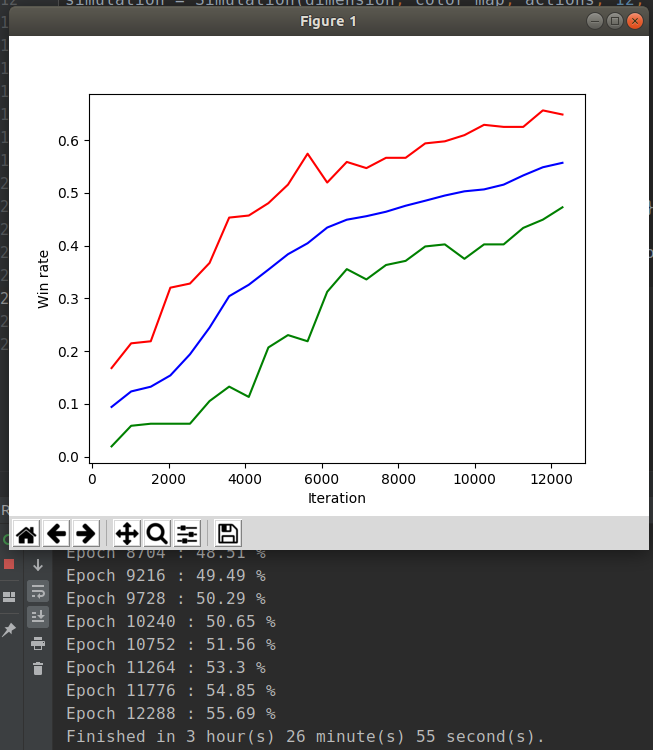 simulation = Simulation(dimension, color_map, actions, 12,
Figure 1
0.6
0.5
0.4
0.3
0.2
0.1
0.0
Win rate
0 2000 4000 6000 8000 10000 12000
Iteration
Epoch 8704 : 48.51 %
Epoch 9216 : 49.49 %
Epoch 9728 : 50.29 %
Epoch 10240 : 50.65 %
Epoch 10752 : 51.56 %
Epoch 11264 : 53.3 %
Epoch 11776 : 54.85 %
Epoch 12288 : 55.69 %
Finished in 3 hour(s) 26 minute(s) 55 second(s).